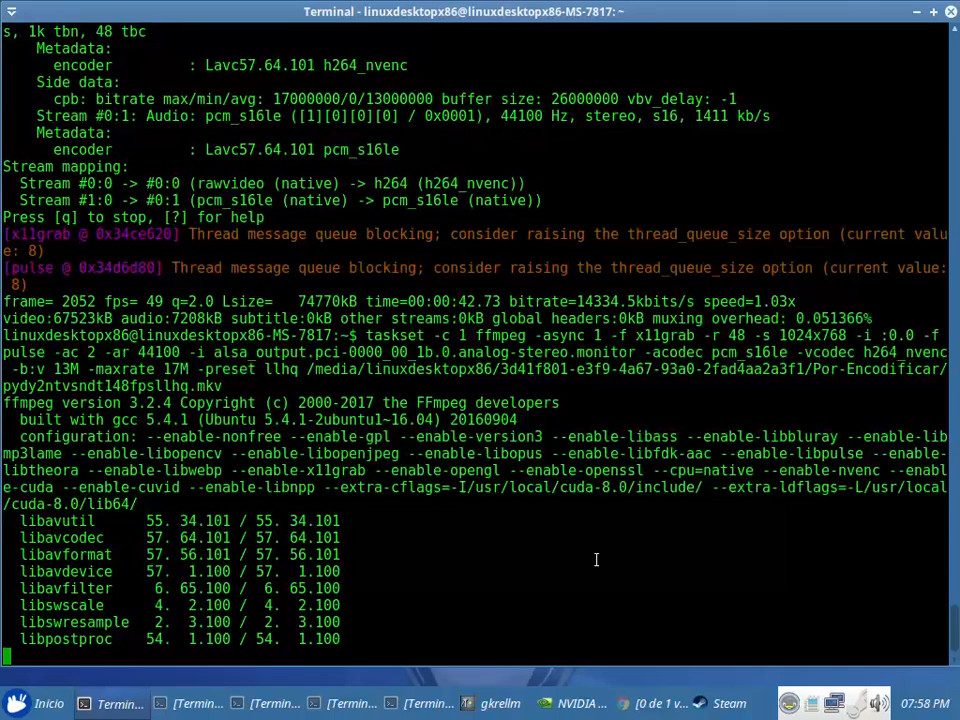 Terminal - linuxdesktopx86@linuxdesktopx86-MS-7817: ~
s, 1k tbn, 48 tbc
Metadata:
encoder : Lavc57.64.101 h264_nvenc
Side data:
cpb: bitrate max/min/avg: 17000000/0/13000000 buffer size: 26000000 vbv_delay: -1
Stream #0:1: Audio: pcm_s16le ([1][0][0][0] / 0x0001), 44100 Hz, stereo, s16, 1411 kb/s
Metadata:
encoder : Lavc57.64.101 pcm_s16le
Stream mapping:
Stream #0:0 -> #0:0 (rawvideo (native) -> h264 (h264_nvenc))
Stream #1:0 -> #0:1 (pcm_s16le (native) -> pcm_s16le (native))
Press [q] to stop, [?] for help
[x11grab @ 0x34ce620] Thread message queue blocking; consider raising the thread_queue_size option (current valu
e: 8)
[pulse @ 0x34d6d80] Thread message queue blocking; consider raising the thread_queue_size option (current value:
8)
frame= 2052 fps= 49 q=2.0 Lsize= 74770kB time=00:00:42.73 bitrate=14334.5kbits/s speed=1.03x
video:67523kB audio:7208kB subtitle:0kB other streams:0kB global headers:0kB muxing overhead: 0.051366%
linuxdesktopx86@linuxdesktopx86-MS-7817:~$ taskset -c 1 ffmpeg -async 1 -f x11grab -r 48 -s 1024x768 -i :0.0 -f
pulse -ac 2 -ar 44100 -i alsa_output.pci-0000_00_1b.0.analog-stereo.monitor -acodec pcm_s16le -vcodec h264_nvenc
-b:v 13M -maxrate 17M -preset llhq /media/linuxdesktopx86/3d41f801-e3f9-4a67-93a0-2fad4aa2a3f1/Por-Encodificar/
pydy2ntvsndt148fpsllhq.mkv
ffmpeg version 3.2.4 Copyright (c) 2000-2017 the FFmpeg developers
built with gcc 5.4.1 (Ubuntu 5.4.1-2ubuntu1~16.04) 20160904
configuration: --enable-nonfree --enable-gpl --enable-version3 --enable-libass --enable-libbluray --enable-lib
mp3lame --enable-libopencv --enable-libopenjpeg --enable-libopus --enable-libfdk-aac --enable-libpulse --enable-
libtheora --enable-libwebp --enable-x11grab --enable-opengl --enable-openssl --cpu=native --enable-nvenc --enabl
e-cuda --enable-cuvid --enable-libnpp --extra-cflags=-I/usr/local/cuda-8.0/include/ --extra-ldflags=-L/usr/local
/cuda-8.0/lib64/
libavutil 55. 34.101 / 55. 34.101
libavcodec 57. 64.101 / 57. 64.101
libavformat 57. 56.101 / 57. 56.101
libavdevice 57. 1.100 / 57. 1.100
libavfilter 6. 65.100 / 6. 65.100
libswscale 4. 2.100 / 4. 2.100
libswresample 2. 3.100 / 2. 3.100
libpostproc 54. 1.100 / 54. 1.100
Inicio Termin... [Termin... [Termin... [Termin... [Termin... gkrellm NVIDIA ... [0 de 1 v... Steam 07:58 PM